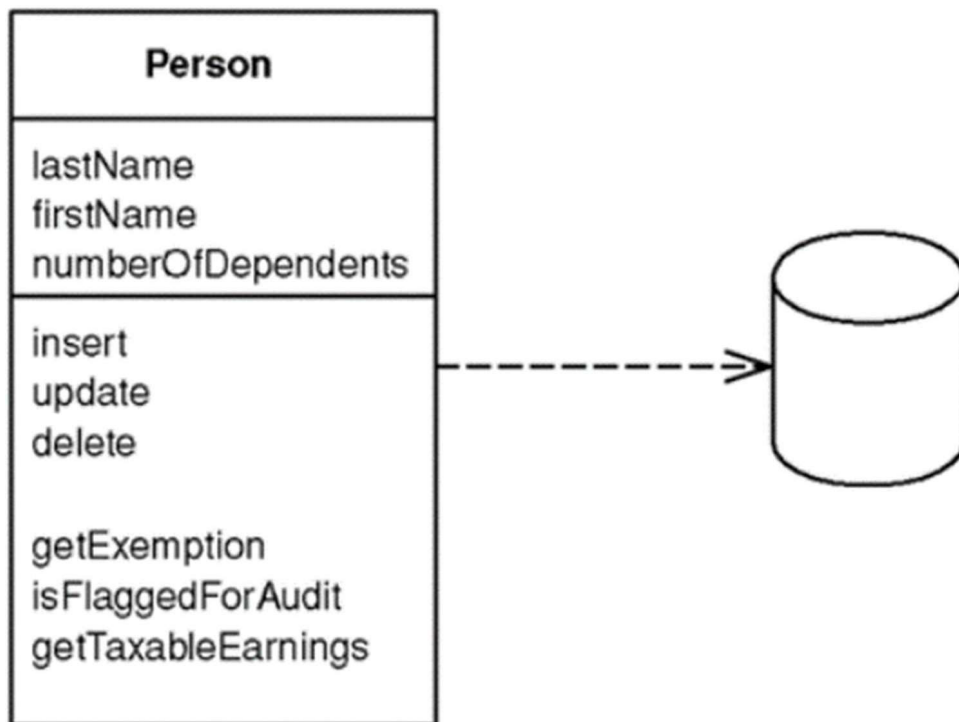 Person
lastName
firstName
numberOfDependents
insert
update
delete
getExemption
isFlaggedForAudit
getTaxableEarnings